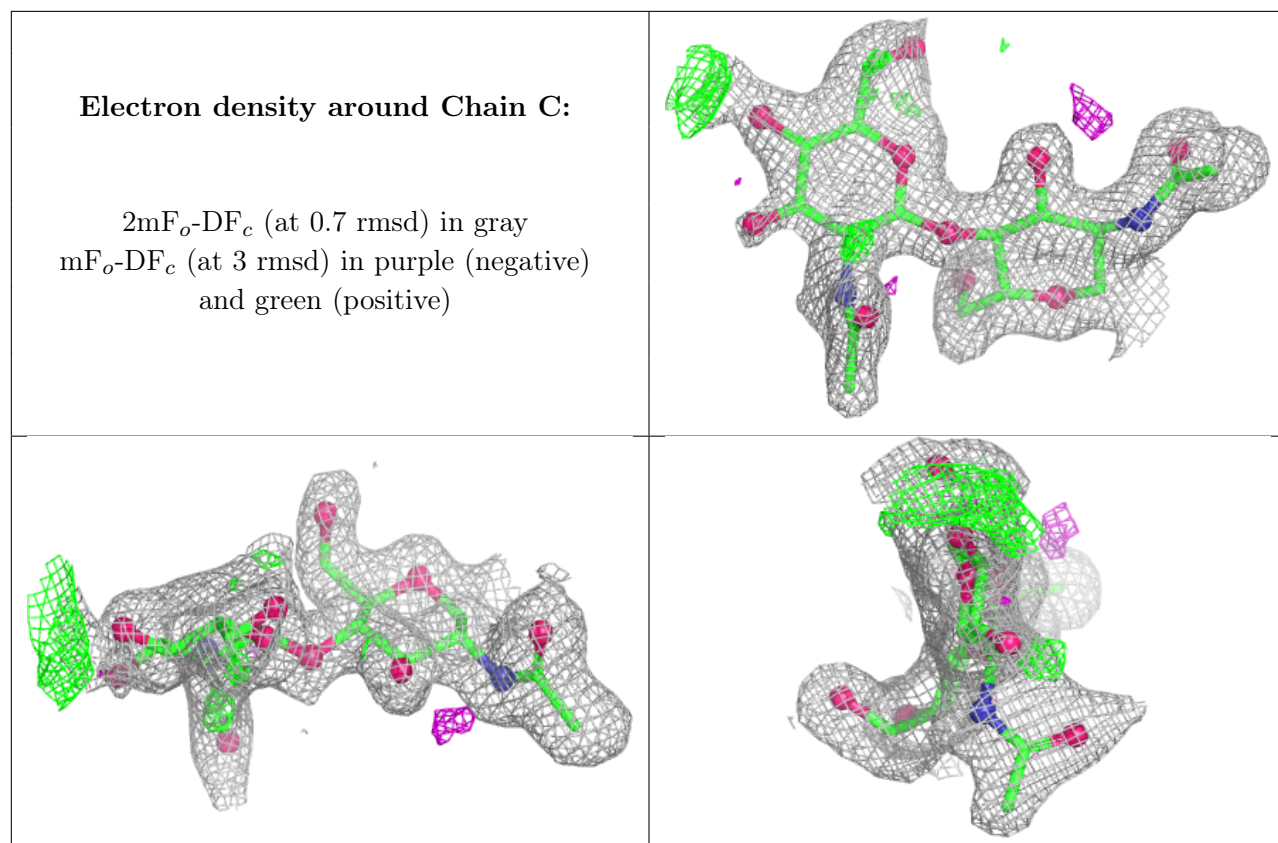 Electron density around Chain C:
2mFₒ-DF𝒸 (at 0.7 rmsd) in gray
mFₒ-DF𝒸 (at 3 rmsd) in purple (negative)
and green (positive)